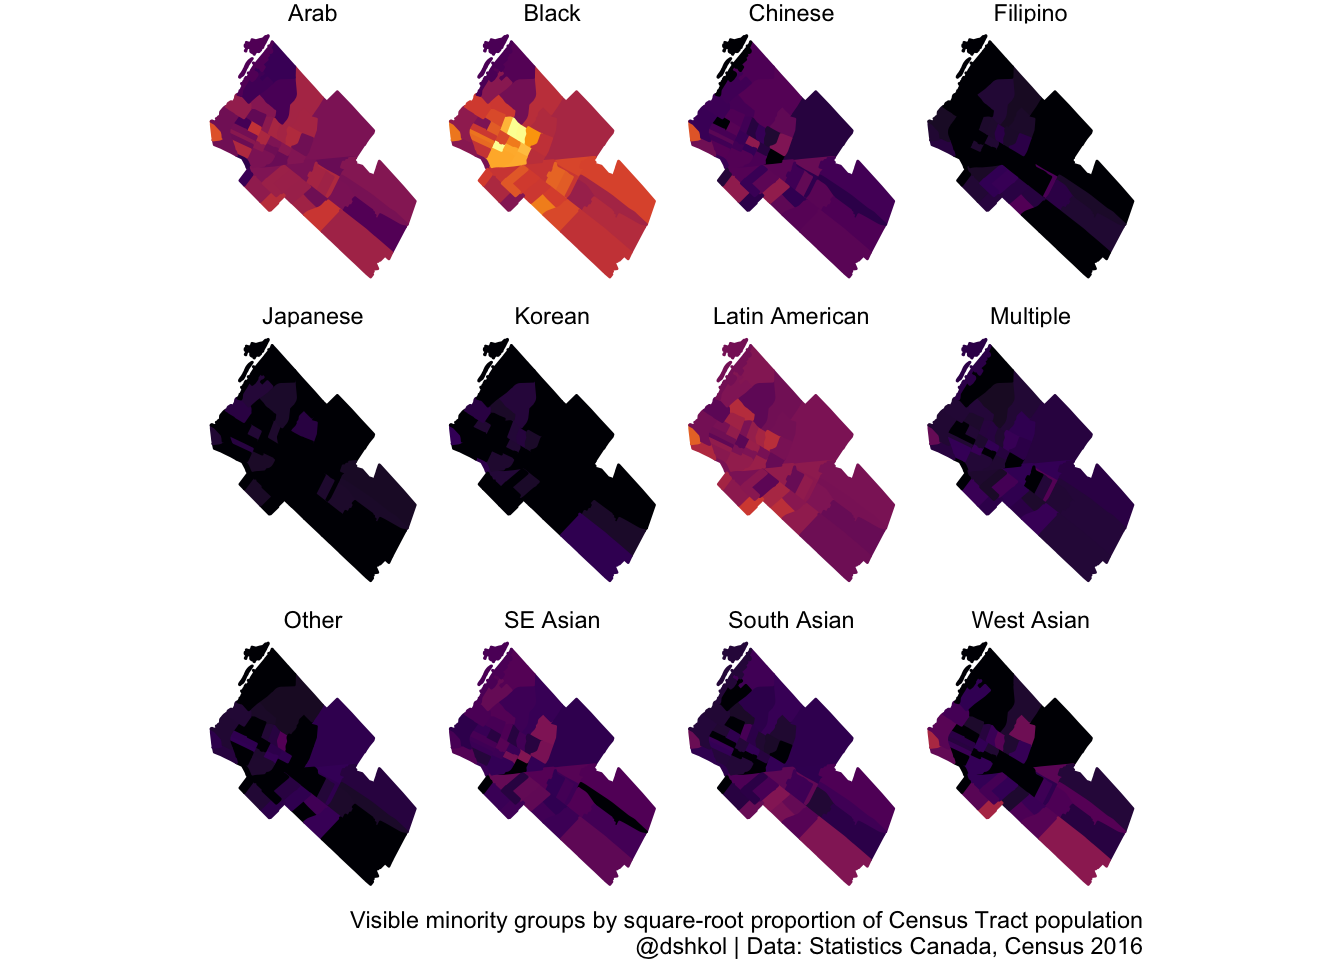 Arab
Black
Chinese
Filipino
Japanese
Korean
Latin American
Multiple
Other
SE Asian
South Asian
West Asian
Visible minority groups by square-root proportion of Census Tract population
@dshkol | Data: Statistics Canada, Census 2016